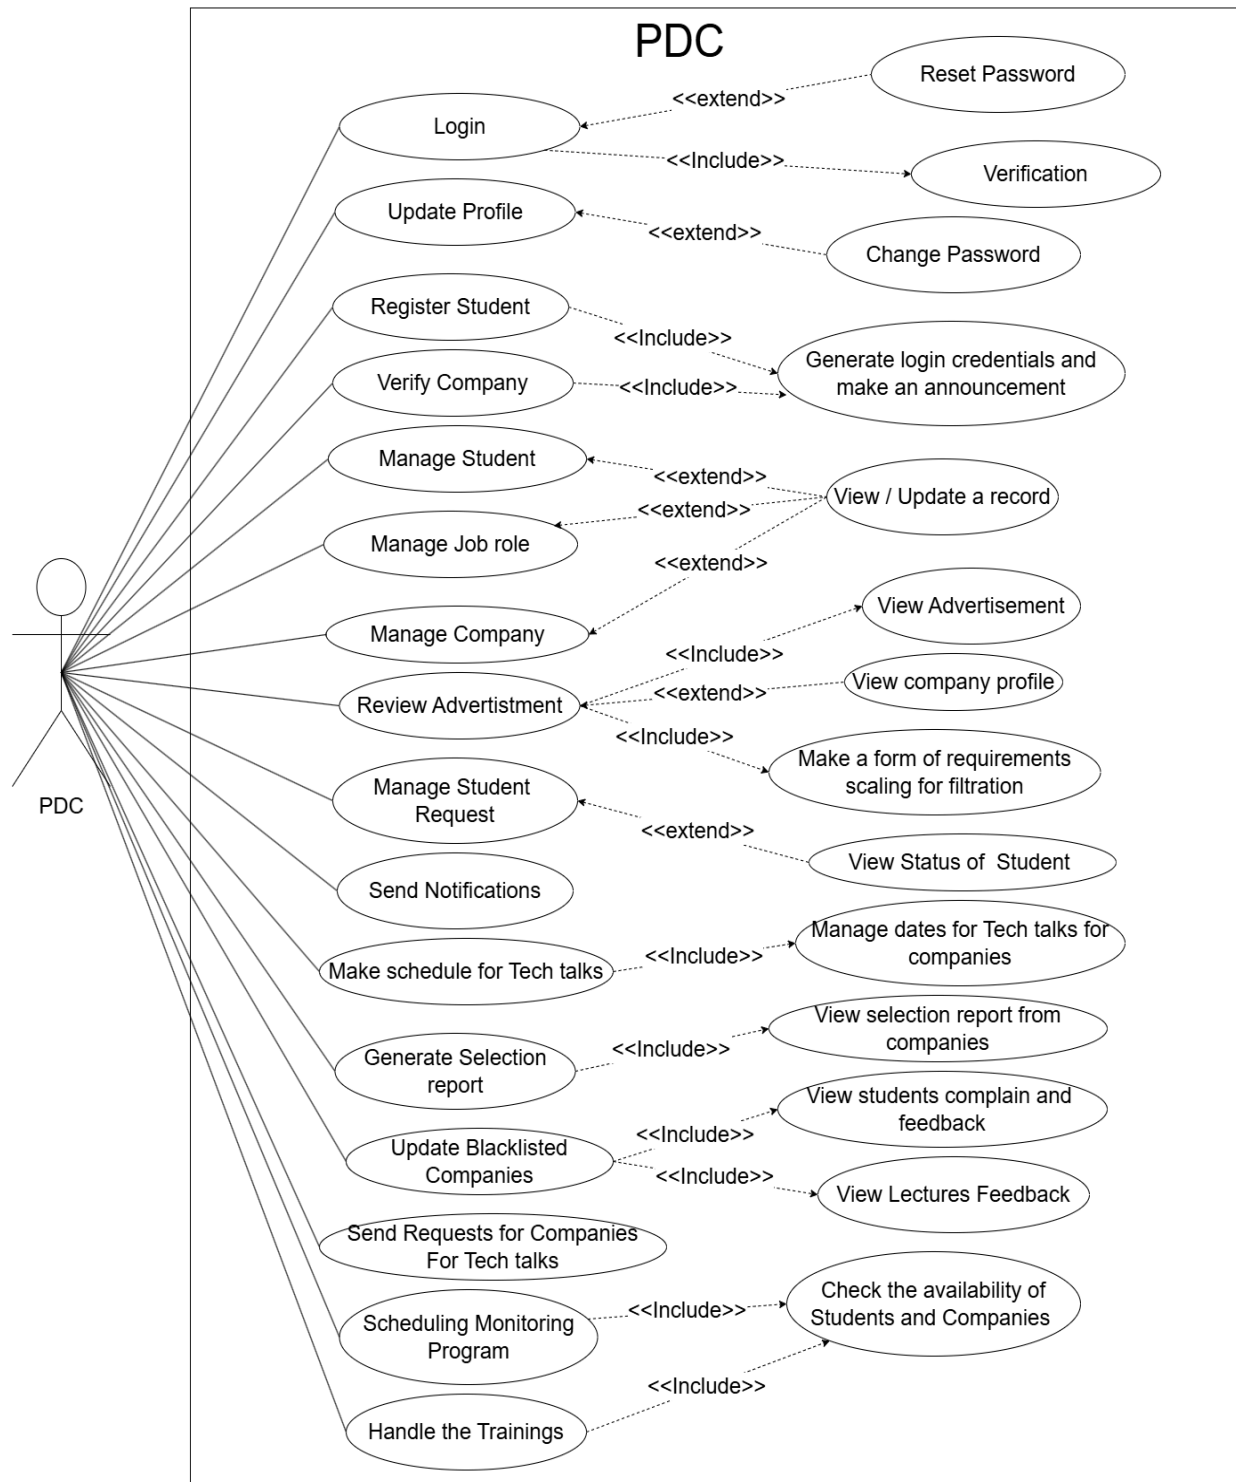 PDC
Reset Password
<<extend>>
Login
<<Include>>
Verification
Update Profile
<<extend>>
Change Password
Register Student
<<Include>>
Generate login credentials and
make an announcement
Verify Company
<<Include>>
Manage Student
<<extend>>
View / Update a record
<<extend>>
Manage Job role
<<extend>>
View Advertisement
Manage Company
<<Include>>
View company profile
<<extend>>
Review Advertistment
<<Include>>
Make a form of requirements
scaling for filtration
Manage Student
Request
PDC
<<extend>>
View Status of Student
Send Notifications
Manage dates for Tech talks for
companies
<<Include>>
Make schedule for Tech talks
View selection report from
companies
<<Include>>
Generate Selection
report
View students complain and
feedback
<<Include>>
Update Blacklisted
Companies
<<Include>>
View Lectures Feedback
Send Requests for Companies
For Tech talks
Check the availability of
Students and Companies
<<Include>>
Scheduling Monitoring
Program
<<Include>>
Handle the Trainings